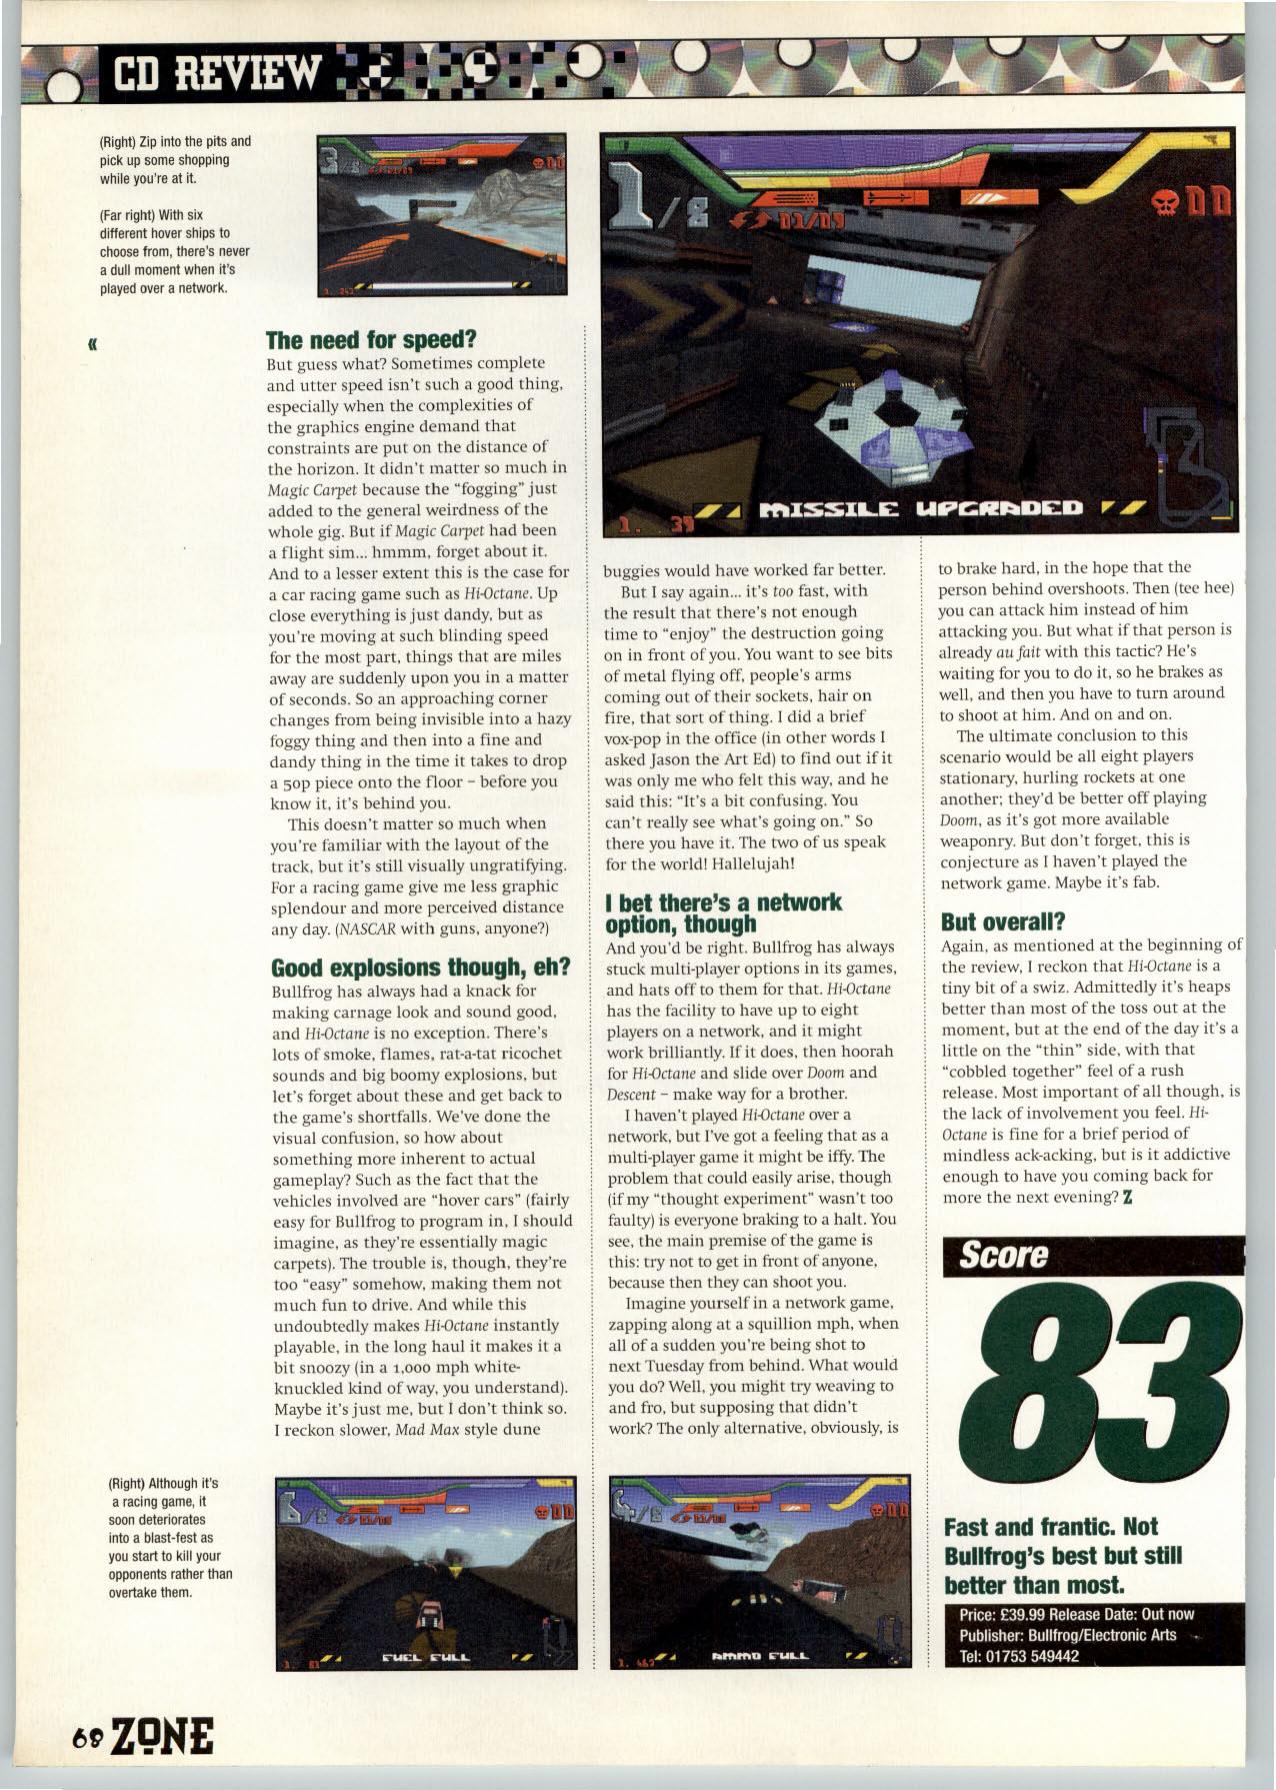 CD REVIEW
(Right) Zip into the pits and
pick up some shopping
while you're at it.
(Far right) With six
different hover ships to
choose from, there's never
a dull moment when it's
played over a network.
3/8
1/8
01/09
00
MISSILE UPGRADED
1. 39
«
The need for speed?
But guess what? Sometimes complete
and utter speed isn't such a good thing,
especially when the complexities of
the graphics engine demand that
constraints are put on the distance of
the horizon. It didn't matter so much in
Magic Carpet because the "fogging" just
added to the general weirdness of the
whole gig. But if Magic Carpet had been
a flight sim... hmmm, forget about it.
And to a lesser extent this is the case for
a car racing game such as Hi-Octane. Up
close everything is just dandy, but as
you're moving at such blinding speed
for the most part, things that are miles
away are suddenly upon you in a matter
of seconds. So an approaching corner
changes from being invisible into a hazy
foggy thing and then into a fine and
dandy thing in the time it takes to drop
a 50p piece onto the floor – before you
know it, it's behind you.
This doesn't matter so much when
you're familiar with the layout of the
track, but it's still visually ungratifying.
For a racing game give me less graphic
splendour and more perceived distance
any day. (NASCAR with guns, anyone?)
Good explosions though, eh?
Bullfrog has always had a knack for
making carnage look and sound good,
and Hi-Octane is no exception. There's
lots of smoke, flames, rat-a-tat ricochet
sounds and big boomy explosions, but
let's forget about these and get back to
the game's shortfalls. We've done the
visual confusion, so how about
something more inherent to actual
gameplay? Such as the fact that the
vehicles involved are "hover cars" (fairly
easy for Bullfrog to program in, I should
imagine, as they're essentially magic
carpets). The trouble is, though, they're
too "easy" somehow, making them not
much fun to drive. And while this
undoubtedly makes Hi-Octane instantly
playable, in the long haul it makes it a
bit snoozy (in a 1,000 mph white-
knuckled kind of way, you understand).
Maybe it's just me, but I don't think so.
I reckon slower, Mad Max style dune
buggies would have worked far better.
But I say again... it's too fast, with
the result that there's not enough
time to "enjoy" the destruction going
on in front of you. You want to see bits
of metal flying off, people's arms
coming out of their sockets, hair on
fire, that sort of thing. I did a brief
vox-pop in the office (in other words I
asked Jason the Art Ed) to find out if it
was only me who felt this way, and he
said this: "It's a bit confusing. You
can't really see what's going on." So
there you have it. The two of us speak
for the world! Hallelujah!
I bet there's a network
option, though
And you'd be right. Bullfrog has always
stuck multi-player options in its games,
and hats off to them for that. Hi-Octane
has the facility to have up to eight
players on a network, and it might
work brilliantly. If it does, then hoorah
for Hi-Octane and slide over Doom and
Descent – make way for a brother.
I haven't played Hi-Octane over a
network, but I've got a feeling that as a
multi-player game it might be iffy. The
problem that could easily arise, though
(if my "thought experiment" wasn't too
faulty) is everyone braking to a halt. You
see, the main premise of the game is
this: try not to get in front of anyone,
because then they can shoot you.
Imagine yourself in a network game,
zapping along at a squillion mph, when
all of a sudden you're being shot to
next Tuesday from behind. What would
you do? Well, you might try weaving to
and fro, but supposing that didn't
work? The only alternative, obviously, is
to brake hard, in the hope that the
person behind overshoots. Then (tee hee)
you can attack him instead of him
attacking you. But what if that person is
already au fait with this tactic? He's
waiting for you to do it, so he brakes as
well, and then you have to turn around
to shoot at him. And on and on.
The ultimate conclusion to this
scenario would be all eight players
stationary, hurling rockets at one
another; they'd be better off playing
Doom, as it's got more available
weaponry. But don't forget, this is
conjecture as I haven't played the
network game. Maybe it's fab.
But overall?
Again, as mentioned at the beginning of
the review, I reckon that Hi-Octane is a
tiny bit of a swiz. Admittedly it's heaps
better than most of the toss out at the
moment, but at the end of the day it's a
little on the "thin" side, with that
"cobbled together" feel of a rush
release. Most important of all though, is
the lack of involvement you feel. Hi-
Octane is fine for a brief period of
mindless ack-acking, but is it addictive
enough to have you coming back for
more the next evening? Z
Score
83
Fast and frantic. Not
Bullfrog's best but still
better than most.
Price: £39.99 Release Date: Out now
Publisher: Bullfrog/Electronic Arts
Tel: 01753 549442
(Right) Although it's
a racing game, it
soon deteriorates
into a blast-fest as
you start to kill your
opponents rather than
overtake them.
6/8
00
FUEL FULL
4/8
00
AMMO FULL
68 ZONE